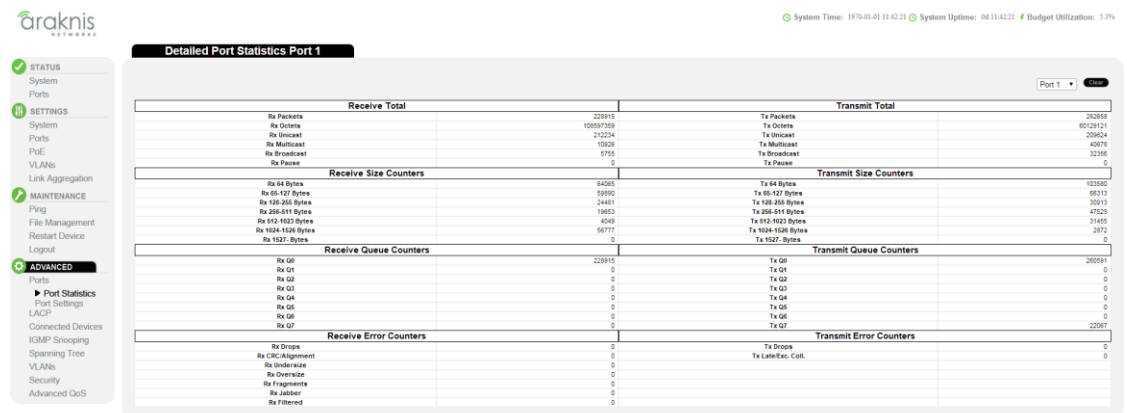 araknis
NETWORKS
System Time: 1970-01-01 11:42:21 System Uptime: 0d 11:42:21 Budget Utilization: 5.3%
STATUS
System
Ports
SETTINGS
System
Ports
PoE
VLANs
Link Aggregation
MAINTENANCE
Ping
File Management
Restart Device
Logout
ADVANCED
Ports
Port Statistics
Port Settings
LACP
Connected Devices
IGMP Snooping
Spanning Tree
VLANs
Security
Advanced QoS
Detailed Port Statistics Port 1
Port 1 Clear
Receive Total Transmit Total
Rx Packets 228915 Tx Packets 282658
Rx Octets 108597359 Tx Octets 60129121
Rx Unicast 212234 Tx Unicast 209624
Rx Multicast 10926 Tx Multicast 40678
Rx Broadcast 5755 Tx Broadcast 32356
Rx Pause 0 Tx Pause 0
Receive Size Counters Transmit Size Counters
Rx 64 Bytes 64065 Tx 64 Bytes 103580
Rx 65-127 Bytes 59890 Tx 65-127 Bytes 66313
Rx 128-255 Bytes 24481 Tx 128-255 Bytes 30913
Rx 256-511 Bytes 19653 Tx 256-511 Bytes 47525
Rx 512-1023 Bytes 4049 Tx 512-1023 Bytes 31455
Rx 1024-1526 Bytes 56777 Tx 1024-1526 Bytes 2872
Rx 1527- Bytes 0 Tx 1527- Bytes 0
Receive Queue Counters Transmit Queue Counters
Rx Q0 228915 Tx Q0 260591
Rx Q1 0 Tx Q1 0
Rx Q2 0 Tx Q2 0
Rx Q3 0 Tx Q3 0
Rx Q4 0 Tx Q4 0
Rx Q5 0 Tx Q5 0
Rx Q6 0 Tx Q6 0
Rx Q7 0 Tx Q7 22067
Receive Error Counters Transmit Error Counters
Rx Drops 0 Tx Drops 0
Rx CRC/Alignment 0 Tx Late/Exc. Coll. 0
Rx Undersize 0
Rx Oversize 0
Rx Fragments 0
Rx Jabber 0
Rx Filtered 0